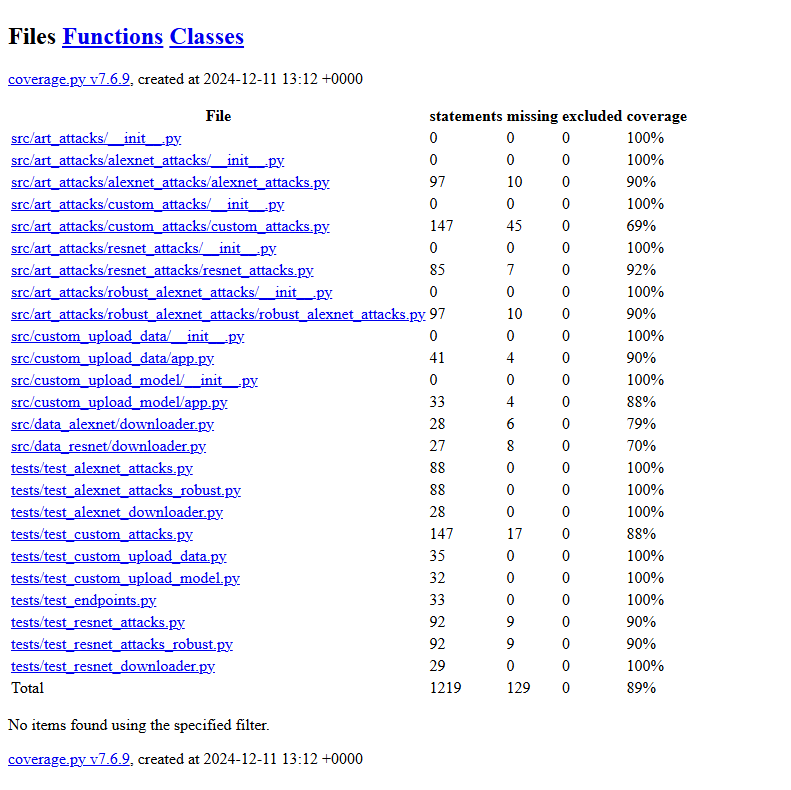 Files Functions Classes
coverage.py v7.6.9, created at 2024-12-11 13:12 +0000
File statements missing excluded coverage
src/art_attacks/__init__.py 0 0 0 100%
src/art_attacks/alexnet_attacks/__init__.py 0 0 0 100%
src/art_attacks/alexnet_attacks/alexnet_attacks.py 97 10 0 90%
src/art_attacks/custom_attacks/__init__.py 0 0 0 100%
src/art_attacks/custom_attacks/custom_attacks.py 147 45 0 69%
src/art_attacks/resnet_attacks/__init__.py 0 0 0 100%
src/art_attacks/resnet_attacks/resnet_attacks.py 85 7 0 92%
src/art_attacks/robust_alexnet_attacks/__init__.py 0 0 0 100%
src/art_attacks/robust_alexnet_attacks/robust_alexnet_attacks.py 97 10 0 90%
src/custom_upload_data/__init__.py 0 0 0 100%
src/custom_upload_data/app.py 41 4 0 90%
src/custom_upload_model/__init__.py 0 0 0 100%
src/custom_upload_model/app.py 33 4 0 88%
src/data_alexnet/downloader.py 28 6 0 79%
src/data_resnet/downloader.py 27 8 0 70%
tests/test_alexnet_attacks.py 88 0 0 100%
tests/test_alexnet_attacks_robust.py 88 0 0 100%
tests/test_alexnet_downloader.py 28 0 0 100%
tests/test_custom_attacks.py 147 17 0 88%
tests/test_custom_upload_data.py 35 0 0 100%
tests/test_custom_upload_model.py 32 0 0 100%
tests/test_endpoints.py 33 0 0 100%
tests/test_resnet_attacks.py 92 9 0 90%
tests/test_resnet_attacks_robust.py 92 9 0 90%
tests/test_resnet_downloader.py 29 0 0 100%
Total 1219 129 0 89%
No items found using the specified filter.
coverage.py v7.6.9, created at 2024-12-11 13:12 +0000